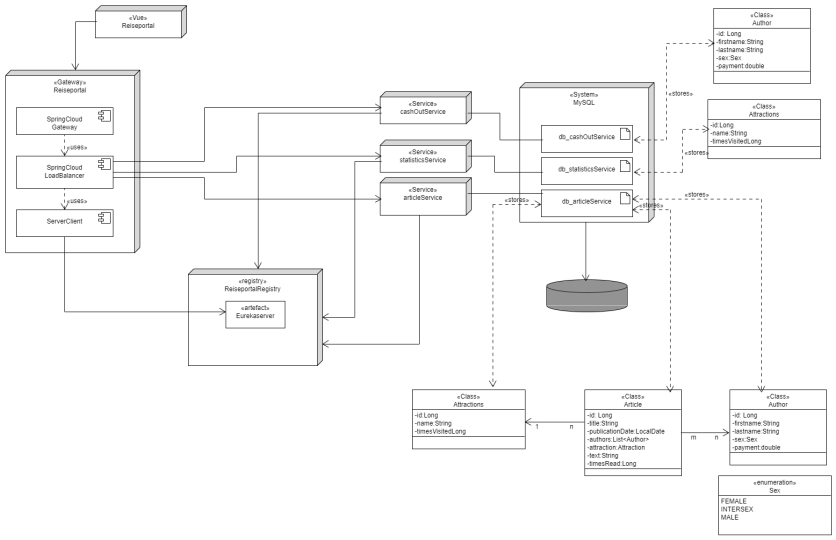 «Vue»
Reiseportal
«Gateway»
Reiseportal
SpringCloud
Gateway
«uses»
SpringCloud
LoadBalancer
«uses»
ServerClient
«Service»
cashOutService
«Service»
statisticsService
«Service»
articleService
«registry»
ReiseportalRegistry
«artefact»
Eurekaserver
«System»
MySQL
db_cashOutService
db_statisticsService
db_articleService
«stores»
«stores»
«stores»
«stores»
«stores»
«Class»
Author
-id: Long
-firstname:String
-lastname:String
-sex:Sex
-payment:double
«Class»
Attractions
-id:Long
-name:String
-timesVisitedLong
«Class»
Attractions
-id:Long
-name:String
-timesVisitedLong
1
n
«Class»
Article
-id: Long
-title:String
-publicationDate:LocalDate
-authors:List<Author>
-attraction:Attraction
-text:String
-timesRead:Long
m
n
«Class»
Author
-id: Long
-firstname:String
-lastname:String
-sex:Sex
-payment:double
«enumeration»
Sex
FEMALE
INTERSEX
MALE